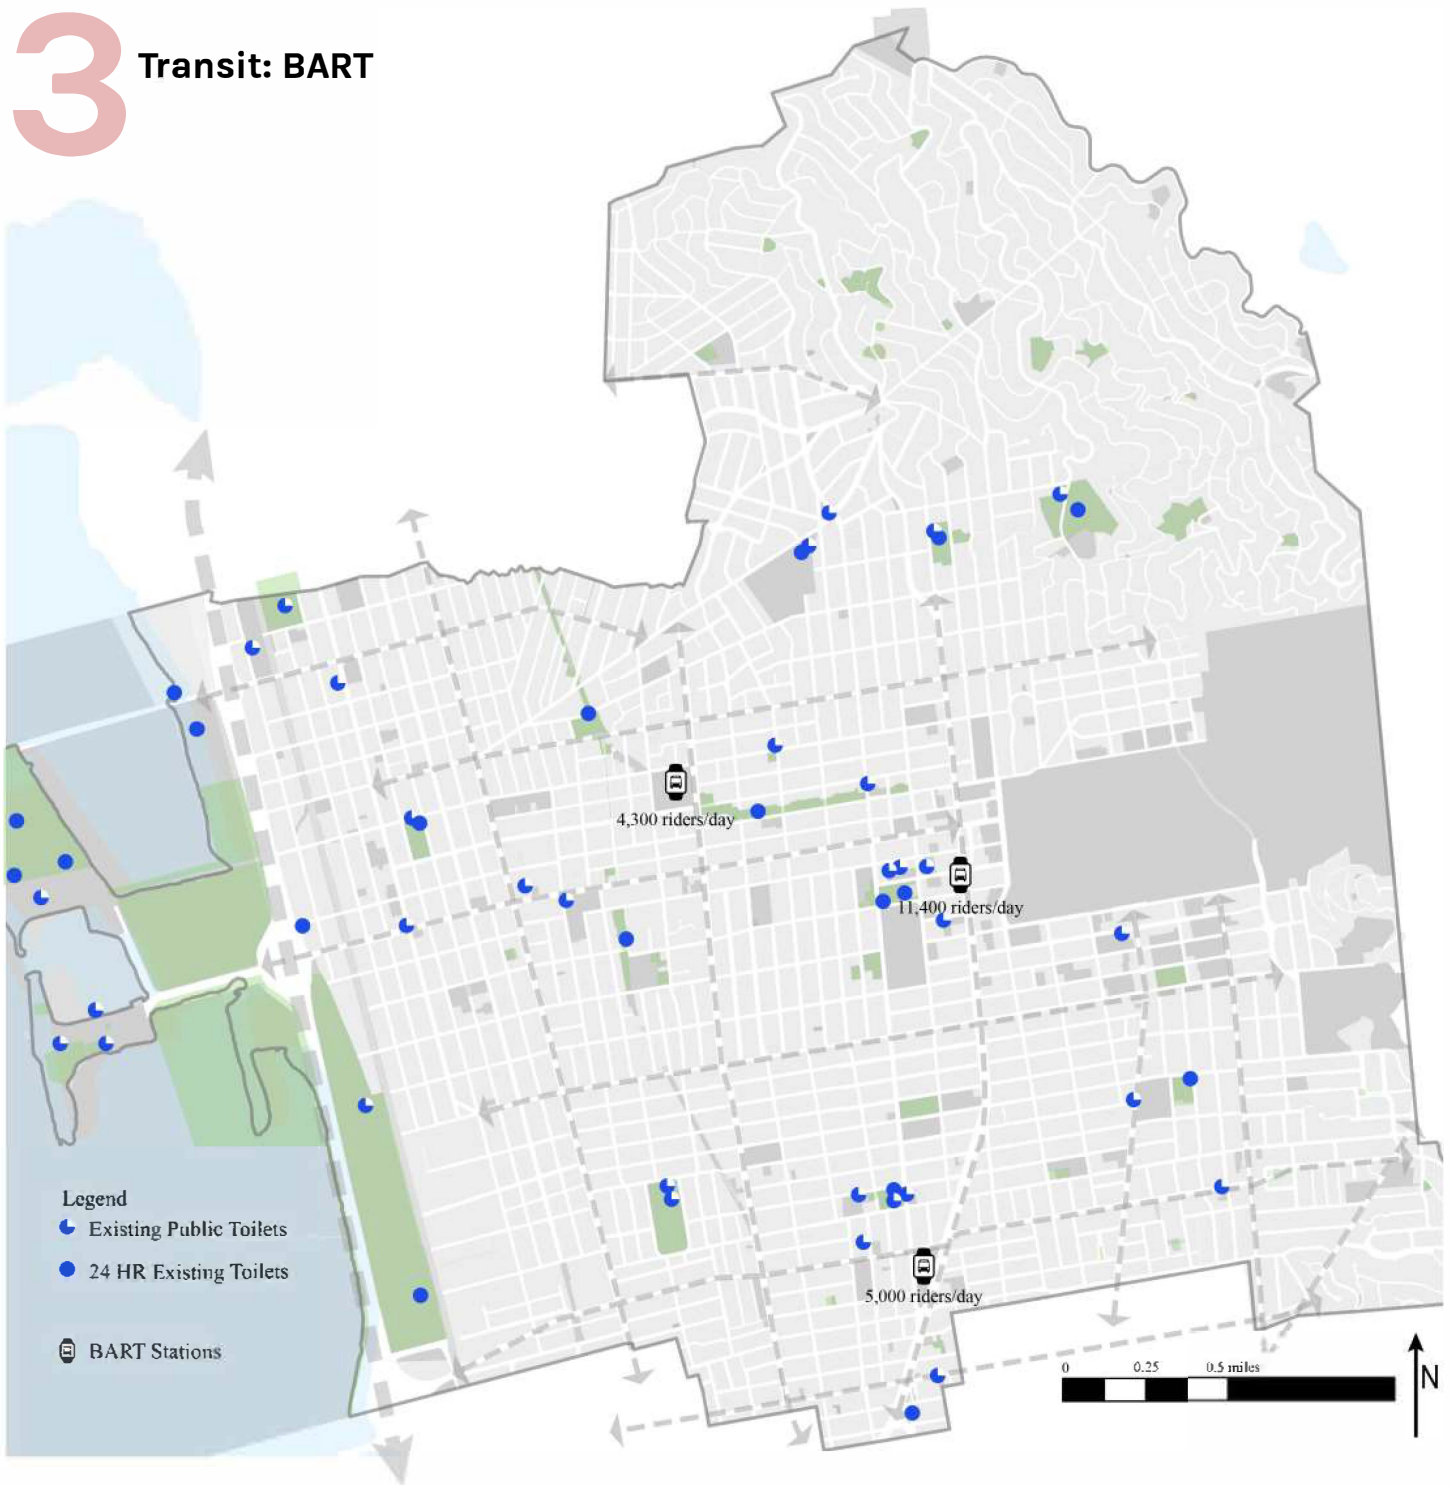 3
Transit: BART
4,300 riders/day
11,400 riders/day
5,000 riders/day
Legend
Existing Public Toilets
24 HR Existing Toilets
BART Stations
0 0.25 0.5 miles
N